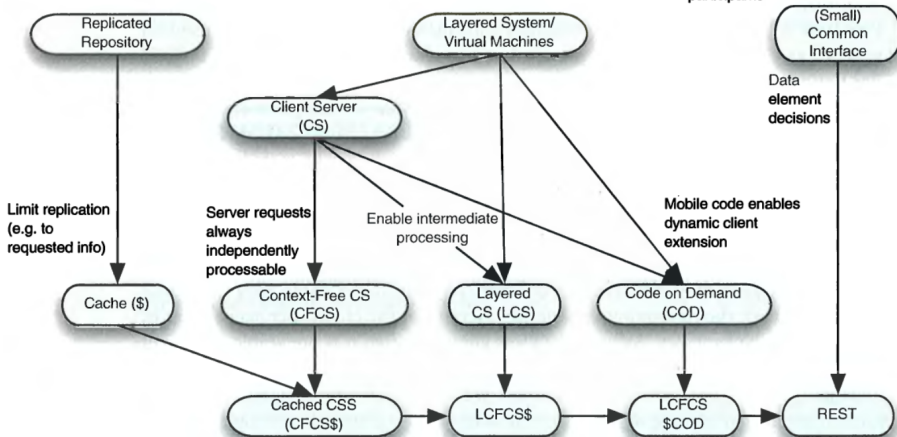 Replicated
Repository
Layered System/
Virtual Machines
(Small)
Common
Interface
Client Server
(CS)
Data
element
decisions
Limit replication
(e.g. to
requested info)
Server requests
always
independently
processable
Enable intermediate
processing
Mobile code enables
dynamic client
extension
Cache ($)
Context-Free CS
(CFCS)
Layered
CS (LCS)
Code on Demand
(COD)
Cached CSS
(CFCS$)
LCFCS$
LCFCS
$COD
REST